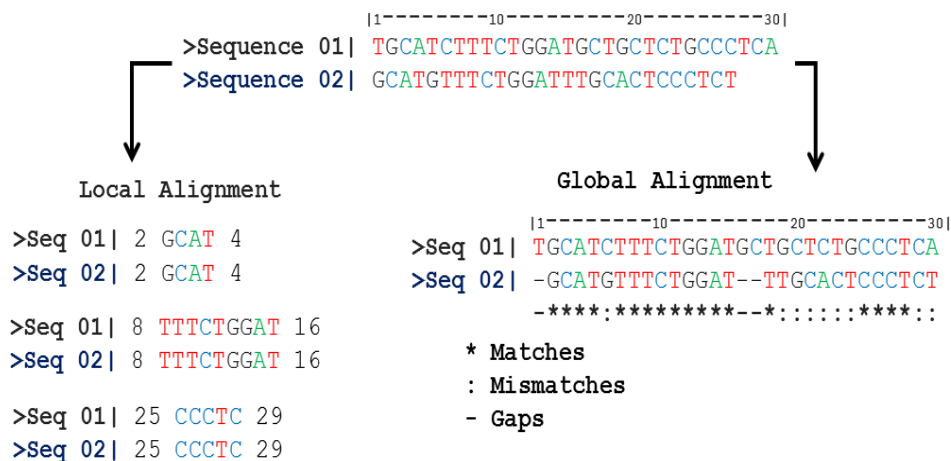 |1--------10---------20---------30|
>Sequence 01| TGCATCTTTCTGGATGCTGCTCTGCCCTCA
>Sequence 02| GCATGTTTCTGGATTTGCACTCCCTCT
Local Alignment
>Seq 01| 2 GCAT 4
>Seq 02| 2 GCAT 4
>Seq 01| 8 TTTCTGGAT 16
>Seq 02| 8 TTTCTGGAT 16
>Seq 01| 25 CCCTC 29
>Seq 02| 25 CCCTC 29
Global Alignment
|1--------10---------20---------30|
>Seq 01| TGCATCTTTCTGGATGCTGCTCTGCCCTCA
>Seq 02| -GCATGTTTCTGGAT--TTGCACTCCCTCT
-****:*********--*::::::****::
* Matches
: Mismatches
- Gaps